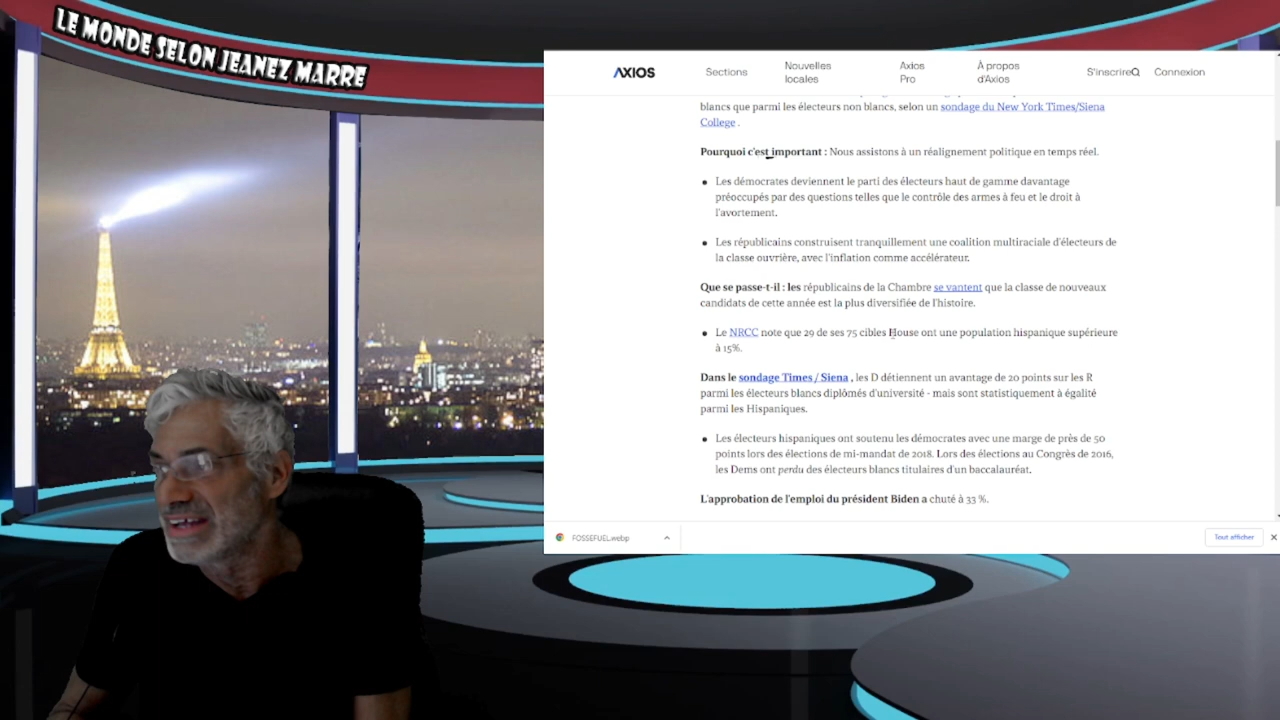 LE MONDE SELON JEANEZ MARRE
AXIOS
Sections
Nouvelles
locales
Axios
Pro
À propos
d'Axios
S'inscrire
Connexion
blancs que parmi les électeurs non blancs, selon un sondage du New York Times/Siena
College .
Pourquoi c'est important : Nous assistons à un réalignement politique en temps réel.
Les démocrates deviennent le parti des électeurs haut de gamme davantage
préoccupés par des questions telles que le contrôle des armes à feu et le droit à
l'avortement.
Les républicains construisent tranquillement une coalition multiraciale d'électeurs de
la classe ouvrière, avec l'inflation comme accélérateur.
Que se passe-t-il : les républicains de la Chambre se vantent que la classe de nouveaux
candidats de cette année est la plus diversifiée de l'histoire.
Le NRCC note que 29 de ses 75 cibles House ont une population hispanique supérieure
à 15%.
Dans le sondage Times / Siena , les D détiennent un avantage de 20 points sur les R
parmi les électeurs blancs diplômés d'université - mais sont statistiquement à égalité
parmi les Hispaniques.
Les électeurs hispaniques ont soutenu les démocrates avec une marge de près de 50
points lors des élections de mi-mandat de 2018. Lors des élections au Congrès de 2016,
les Dems ont perdu des électeurs blancs titulaires d'un baccalauréat.
L'approbation de l'emploi du président Biden a chuté à 33 %.
FOSSEFUEL.webp
Tout afficher